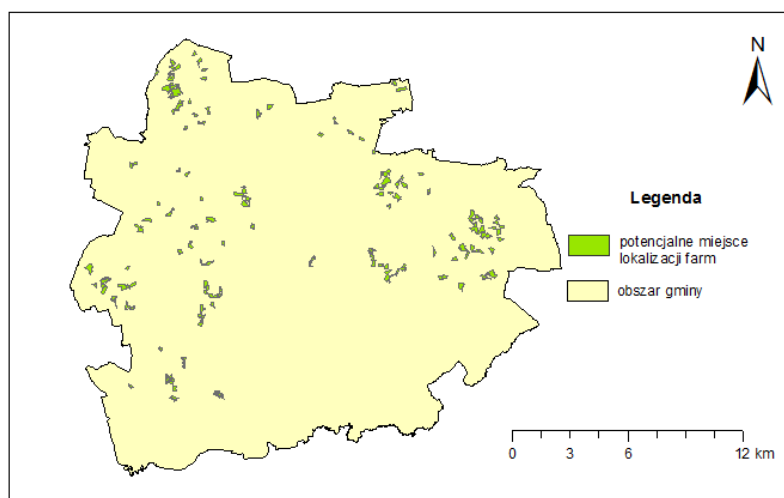 N
Legenda
potencjalne miejsce
lokalizacji farm
obszar gminy
0 3 6 12 km